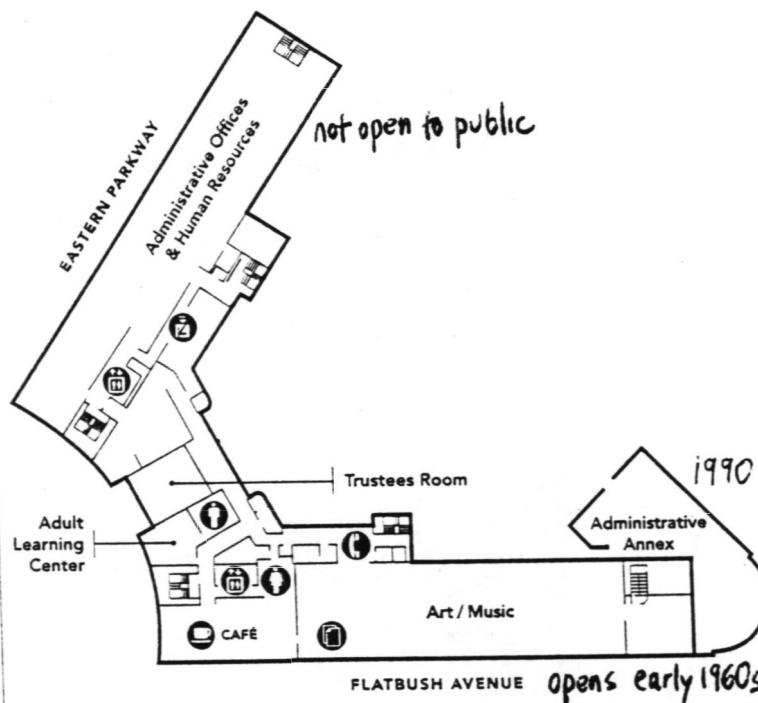 EASTERN PARKWAY
Administrative Offices
& Human Resources
not open to public
Trustees Room
1990
Adult
Learning
Center
Administrative
Annex
Art / Music
CAFÉ
FLATBUSH AVENUE
opens early 1960s